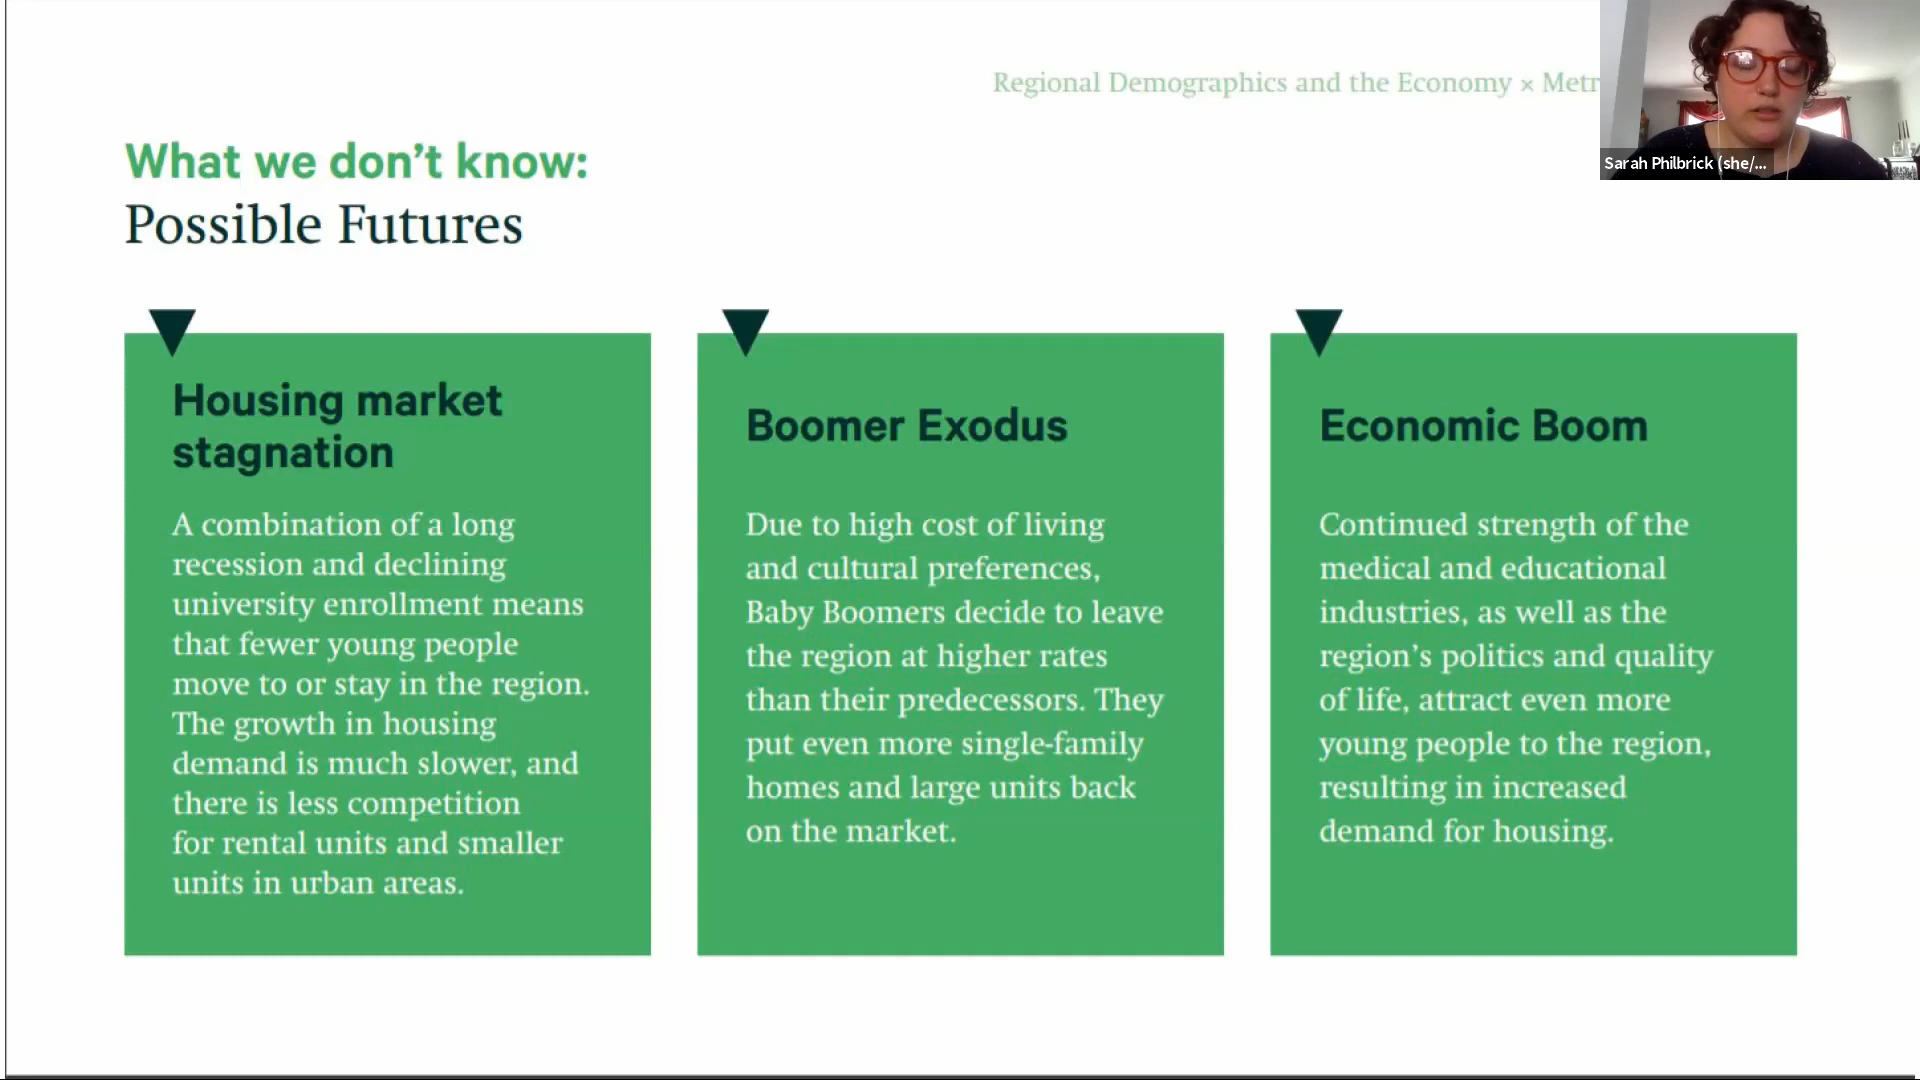 Regional Demographics and the Economy × Metr
Sarah Philbrick (she/...
What we don’t know:
Possible Futures
Housing market
stagnation
A combination of a long
recession and declining
university enrollment means
that fewer young people
move to or stay in the region.
The growth in housing
demand is much slower, and
there is less competition
for rental units and smaller
units in urban areas.
Boomer Exodus
Due to high cost of living
and cultural preferences,
Baby Boomers decide to leave
the region at higher rates
than their predecessors. They
put even more single-family
homes and large units back
on the market.
Economic Boom
Continued strength of the
medical and educational
industries, as well as the
region’s politics and quality
of life, attract even more
young people to the region,
resulting in increased
demand for housing.